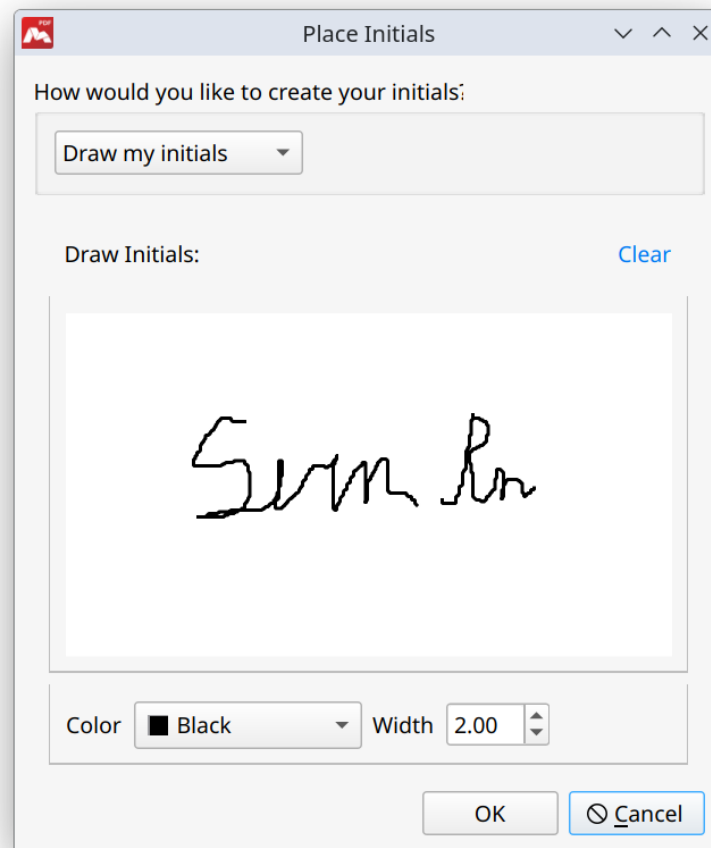 PDF
Place Initials
How would you like to create your initials?
Draw my initials
Draw Initials:
Clear
Color
Black
Width
2.00
OK
Cancel